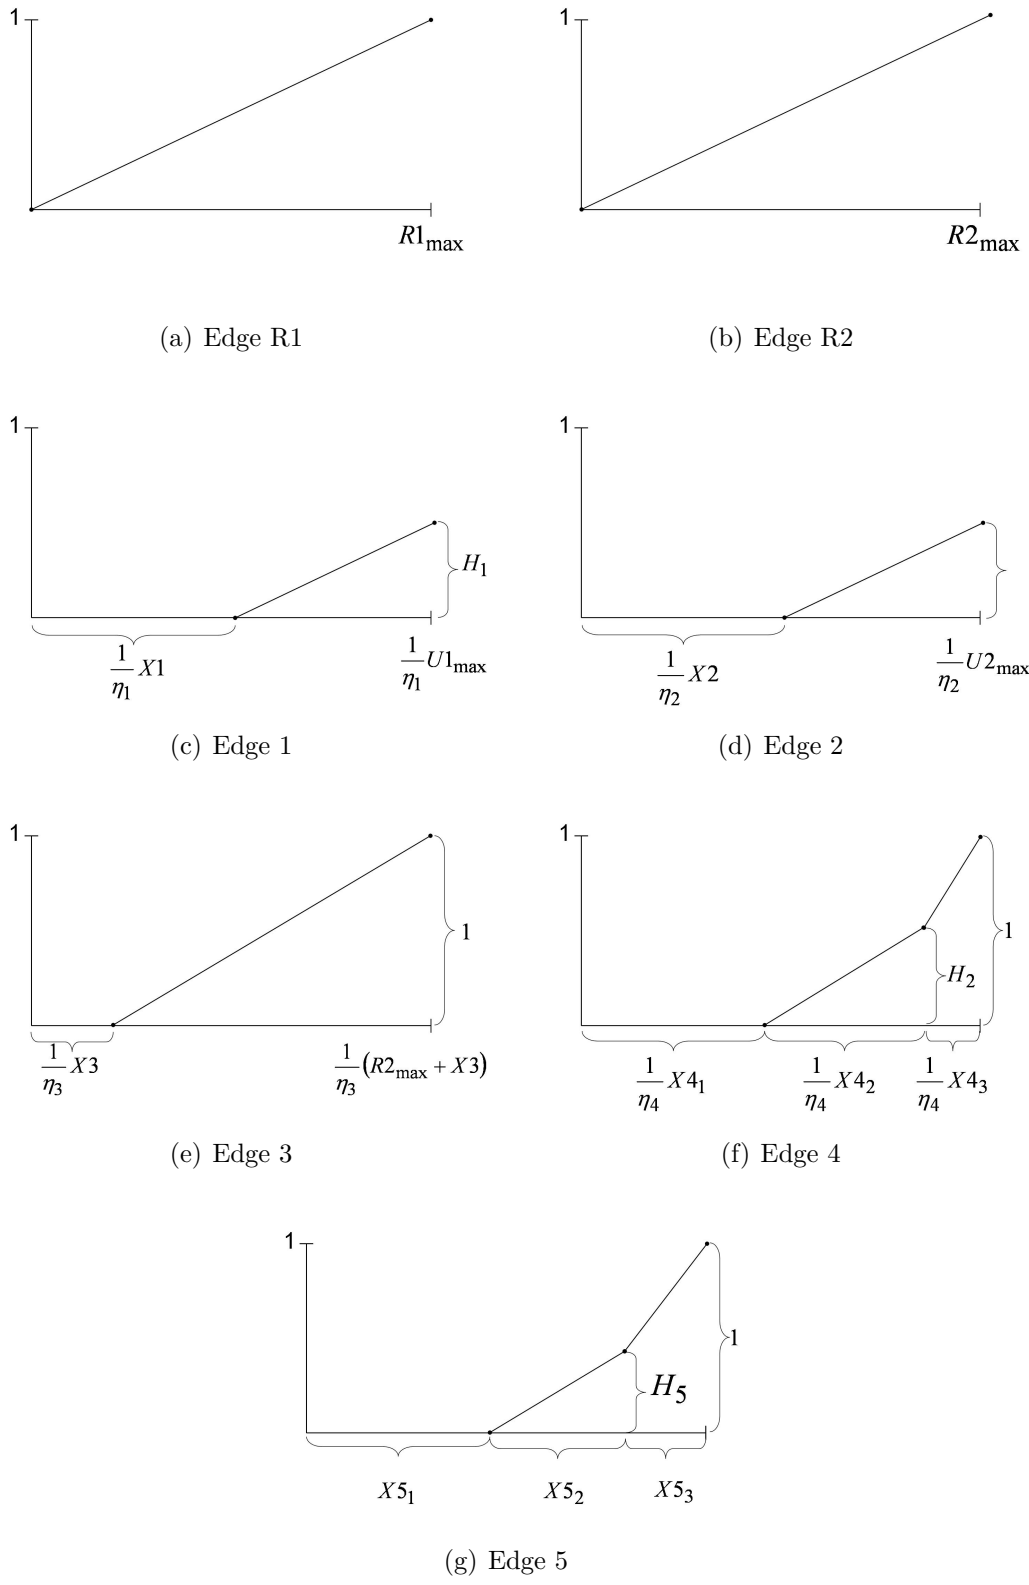 1
R1max
(a) Edge R1
1
R2max
(b) Edge R2
1
H1
1/η1 X1
1/η1 U1max
(c) Edge 1
1
1/η2 X2
1/η2 U2max
(d) Edge 2
1
1
1/η3 X3
1/η3 (R2max + X3)
(e) Edge 3
1
1
H2
1/η4 X41
1/η4 X42
1/η4 X43
(f) Edge 4
1
1
H5
X51
X52
X53
(g) Edge 5